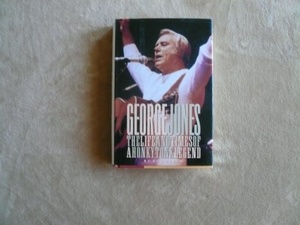 GEORGE JONES
THE LIFE AND TIMES OF
A HONKY TONK LEGEND